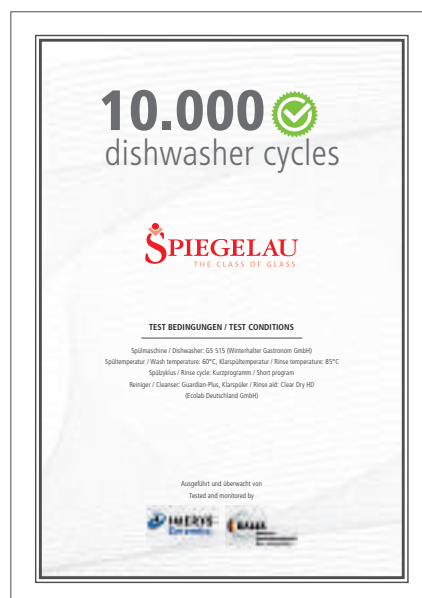 10.000
dishwasher cycles
SPIEGELAU
THE CLASS OF GLASS
TEST BEDINGUNGEN / TEST CONDITIONS
Spülmaschine / Dishwasher: GS 515 (Winterhalter Gastronom GmbH)
Spültemperatur / Wash temperature: 60°C, Klarspültemperatur / Rinse temperature: 85°C
Spülzyklus / Rinse cycle: Kurzprogramm / Short program
Reiniger / Cleanser: Guardian-Plus, Klarspüler / Rinse aid: Clear Dry HD
(Ecolab Deutschland GmbH)
Ausgeführt und überwacht von
Tested and monitored by
IMERYS
Ceramics